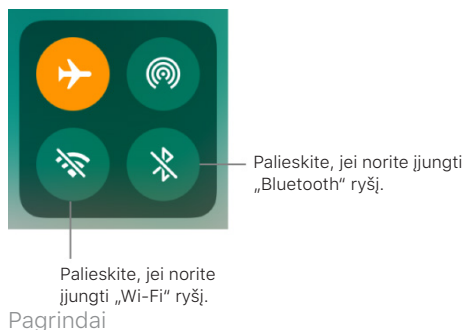 Palieskite, jei norite įjungti
„Bluetooth“ ryšį.
Palieskite, jei norite
įjungti „Wi-Fi“ ryšį.
Pagrindai